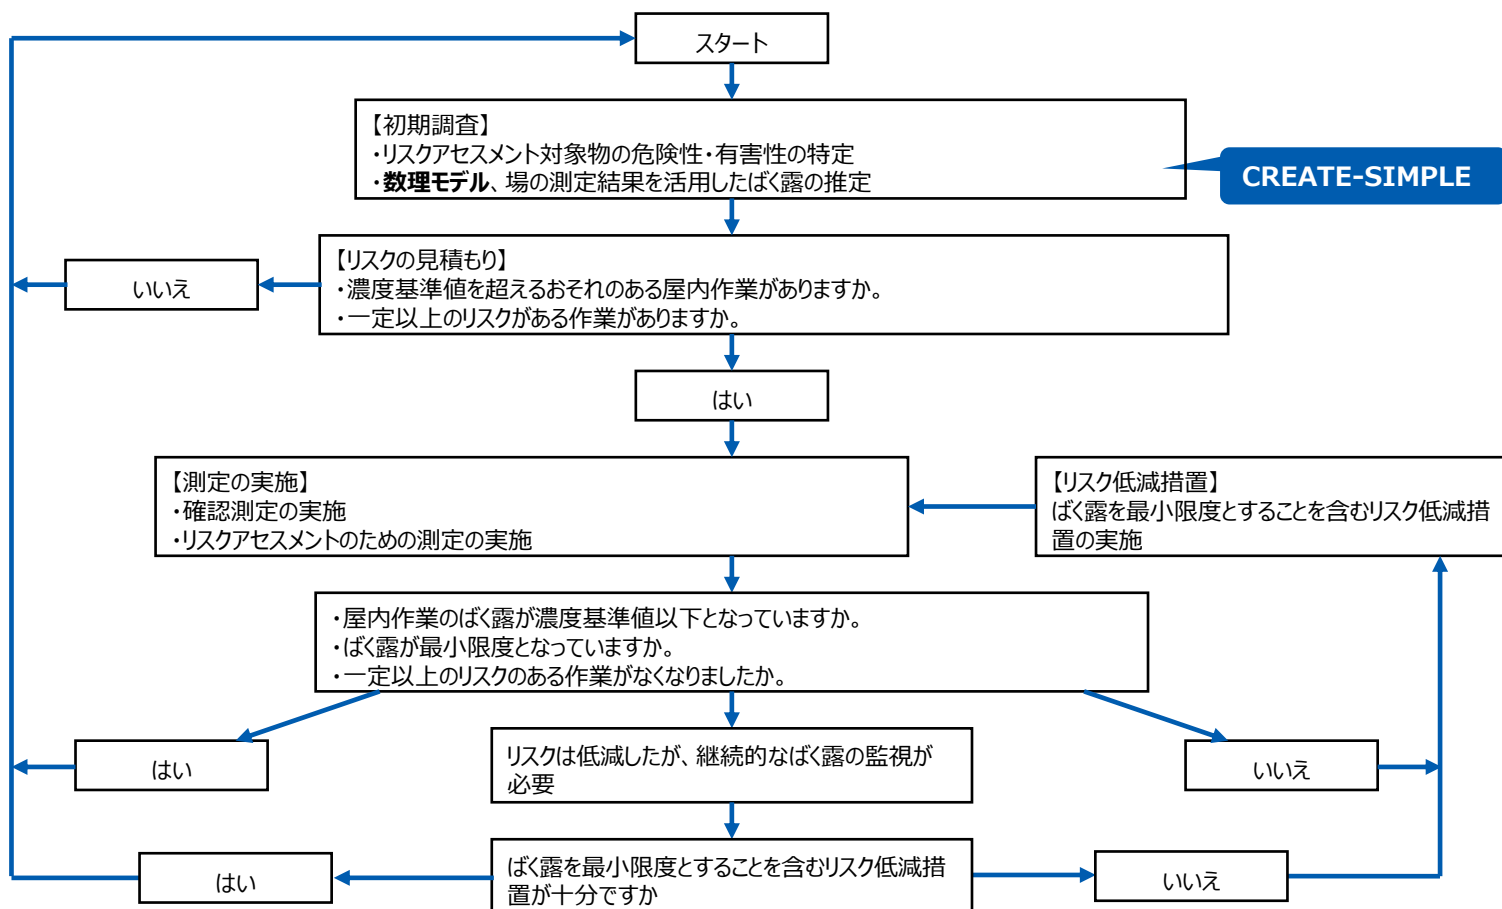 スタート
【初期調査】
・リスクアセスメント対象物の危険性・有害性の特定
・数理モデル、場の測定結果を活用したばく露の推定
CREATE-SIMPLE
【リスクの見積もり】
・濃度基準値を超えるおそれのある屋内作業がありますか。
・一定以上のリスクがある作業がありますか。
いいえ
はい
【測定の実施】
・確認測定の実施
・リスクアセスメントのための測定の実施
【リスク低減措置】
ばく露を最小限度とすることを含むリスク低減措
置の実施
・屋内作業のばく露が濃度基準値以下となっていますか。
・ばく露が最小限度となっていますか。
・一定以上のリスクのある作業がなくなりましたか。
はい
リスクは低減したが、継続的なばく露の監視が
必要
いいえ
はい
ばく露を最小限度とすることを含むリスク低減措
置が十分ですか
いいえ